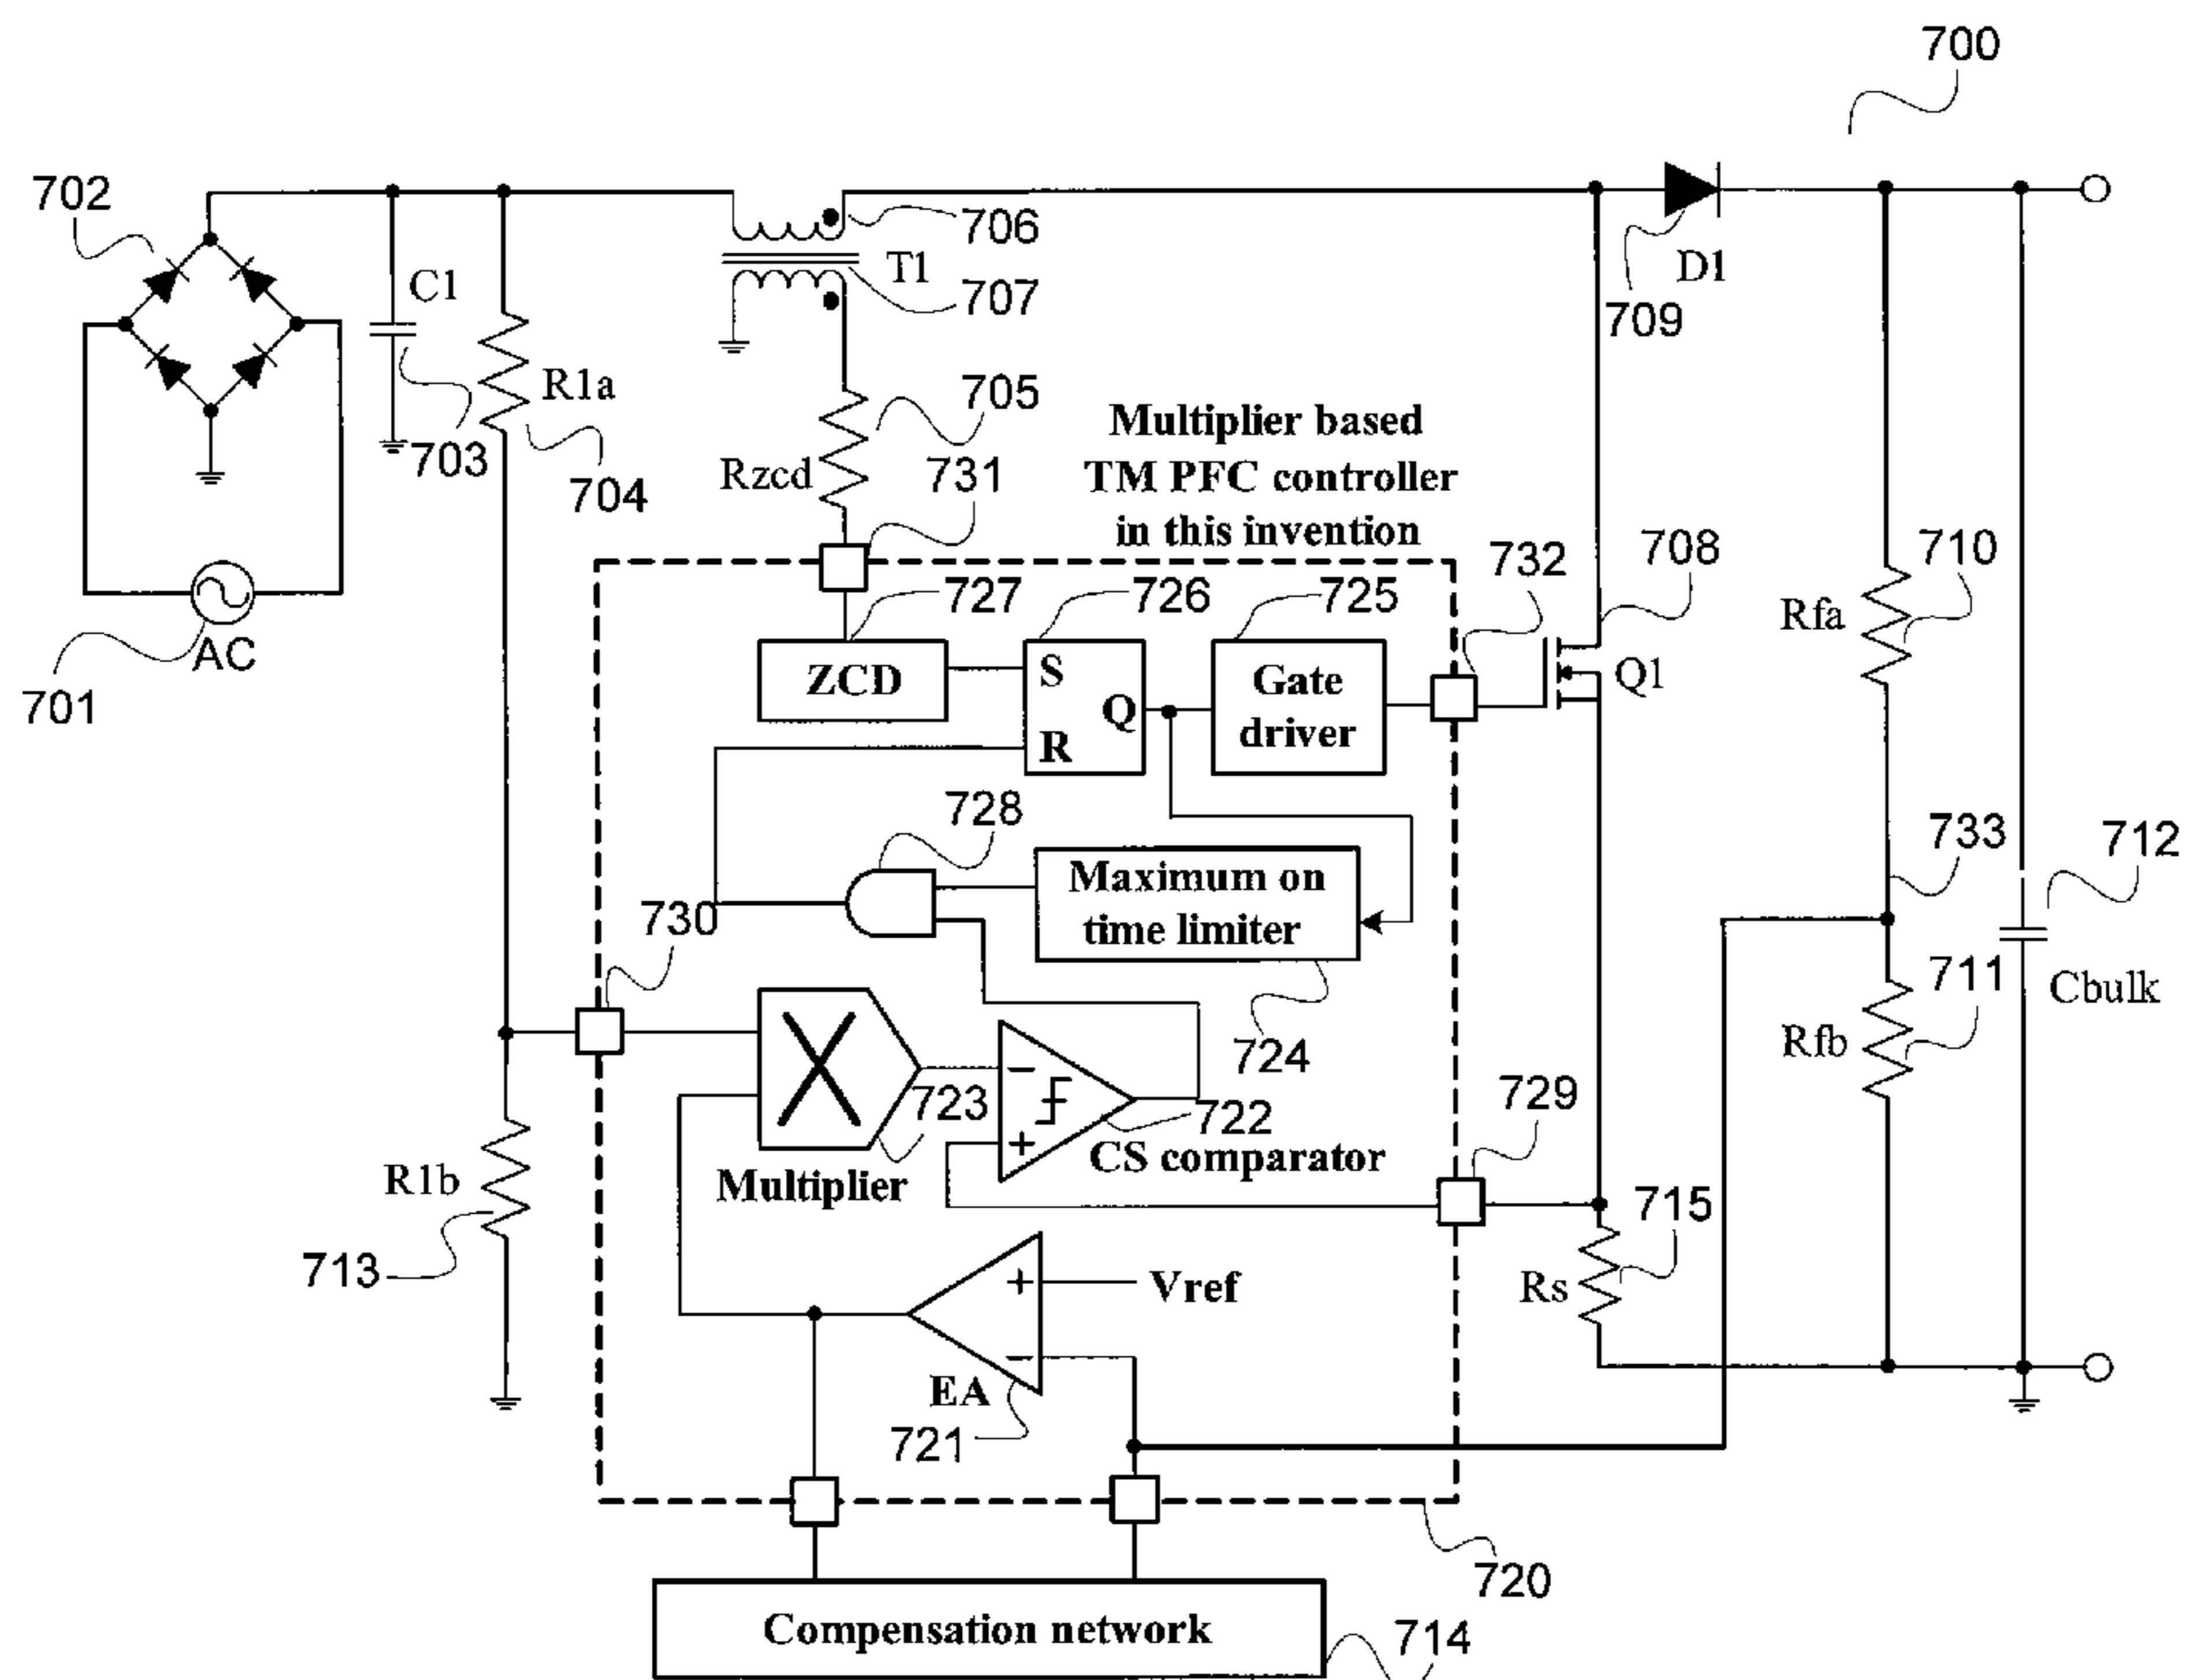 700
702
C1
R1a
703
704
AC
701
706
T1
707
705
Rzcd
731
Multiplier based
TM PFC controller
in this invention
D1
709
732
708
Q1
710
Rfa
727
726
725
ZCD
S
R
Q
Gate
driver
728
Maximum on
time limiter
724
733
712
711
Cbulk
Rfb
730
723
Multiplier
−
+
722
CS comparator
729
715
Rs
R1b
713
+
−
Vref
EA
721
720
Compensation network
714